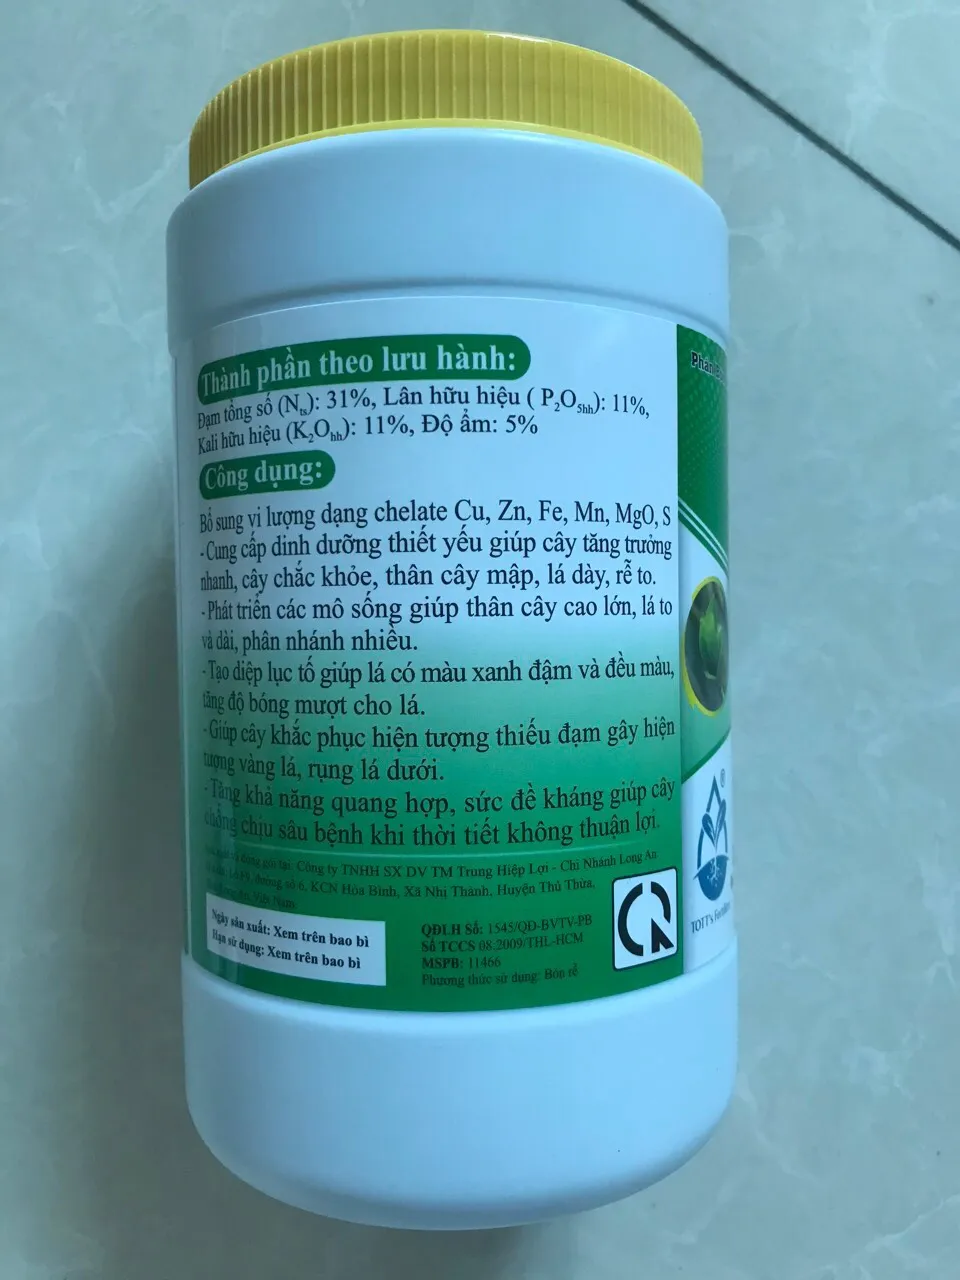 Thành phần theo lưu hành:
Đạm tổng số (Nts): 31%, Lân hữu hiệu ( P2O5hh): 11%,
Kali hữu hiệu (K2Ohh): 11%, Độ ẩm: 5%
Công dụng:
Bổ sung vi lượng dạng chelate Cu, Zn, Fe, Mn, MgO, S
-Cung cấp dinh dưỡng thiết yếu giúp cây tăng trưởng
nhanh, cây chắc khỏe, thân cây mập, lá dày, rễ to.
-Phát triển các mô sống giúp thân cây cao lớn, lá to
và dài, phân nhánh nhiều.
-Tạo diệp lục tố giúp lá có màu xanh đậm và đều màu,
tăng độ bóng mượt cho lá.
-Giúp cây khắc phục hiện tượng thiếu đạm gây hiện
tượng vàng lá, rụng lá dưới.
-Tăng khả năng quang hợp, sức đề kháng giúp cây
chống chịu sâu bệnh khi thời tiết không thuận lợi.
đóng gói tại: Công ty TNHH SX DV TM Trung Hiệp Lợi - Chi Nhánh Long An
đường số 6, KCN Hòa Bình, Xã Nhị Thành, Huyện Thủ Thừa,
Việt Nam
Ngày sản xuất: Xem trên bao bì
Hạn sử dụng: Xem trên bao bì
QĐLH Số: 1545/QĐ-BVTV-PB
Số TCCS 08.2009/THL-HCM
MSPB: 11466
Phương thức sử dụng: Bón rễ
Phân
®
TOTT's